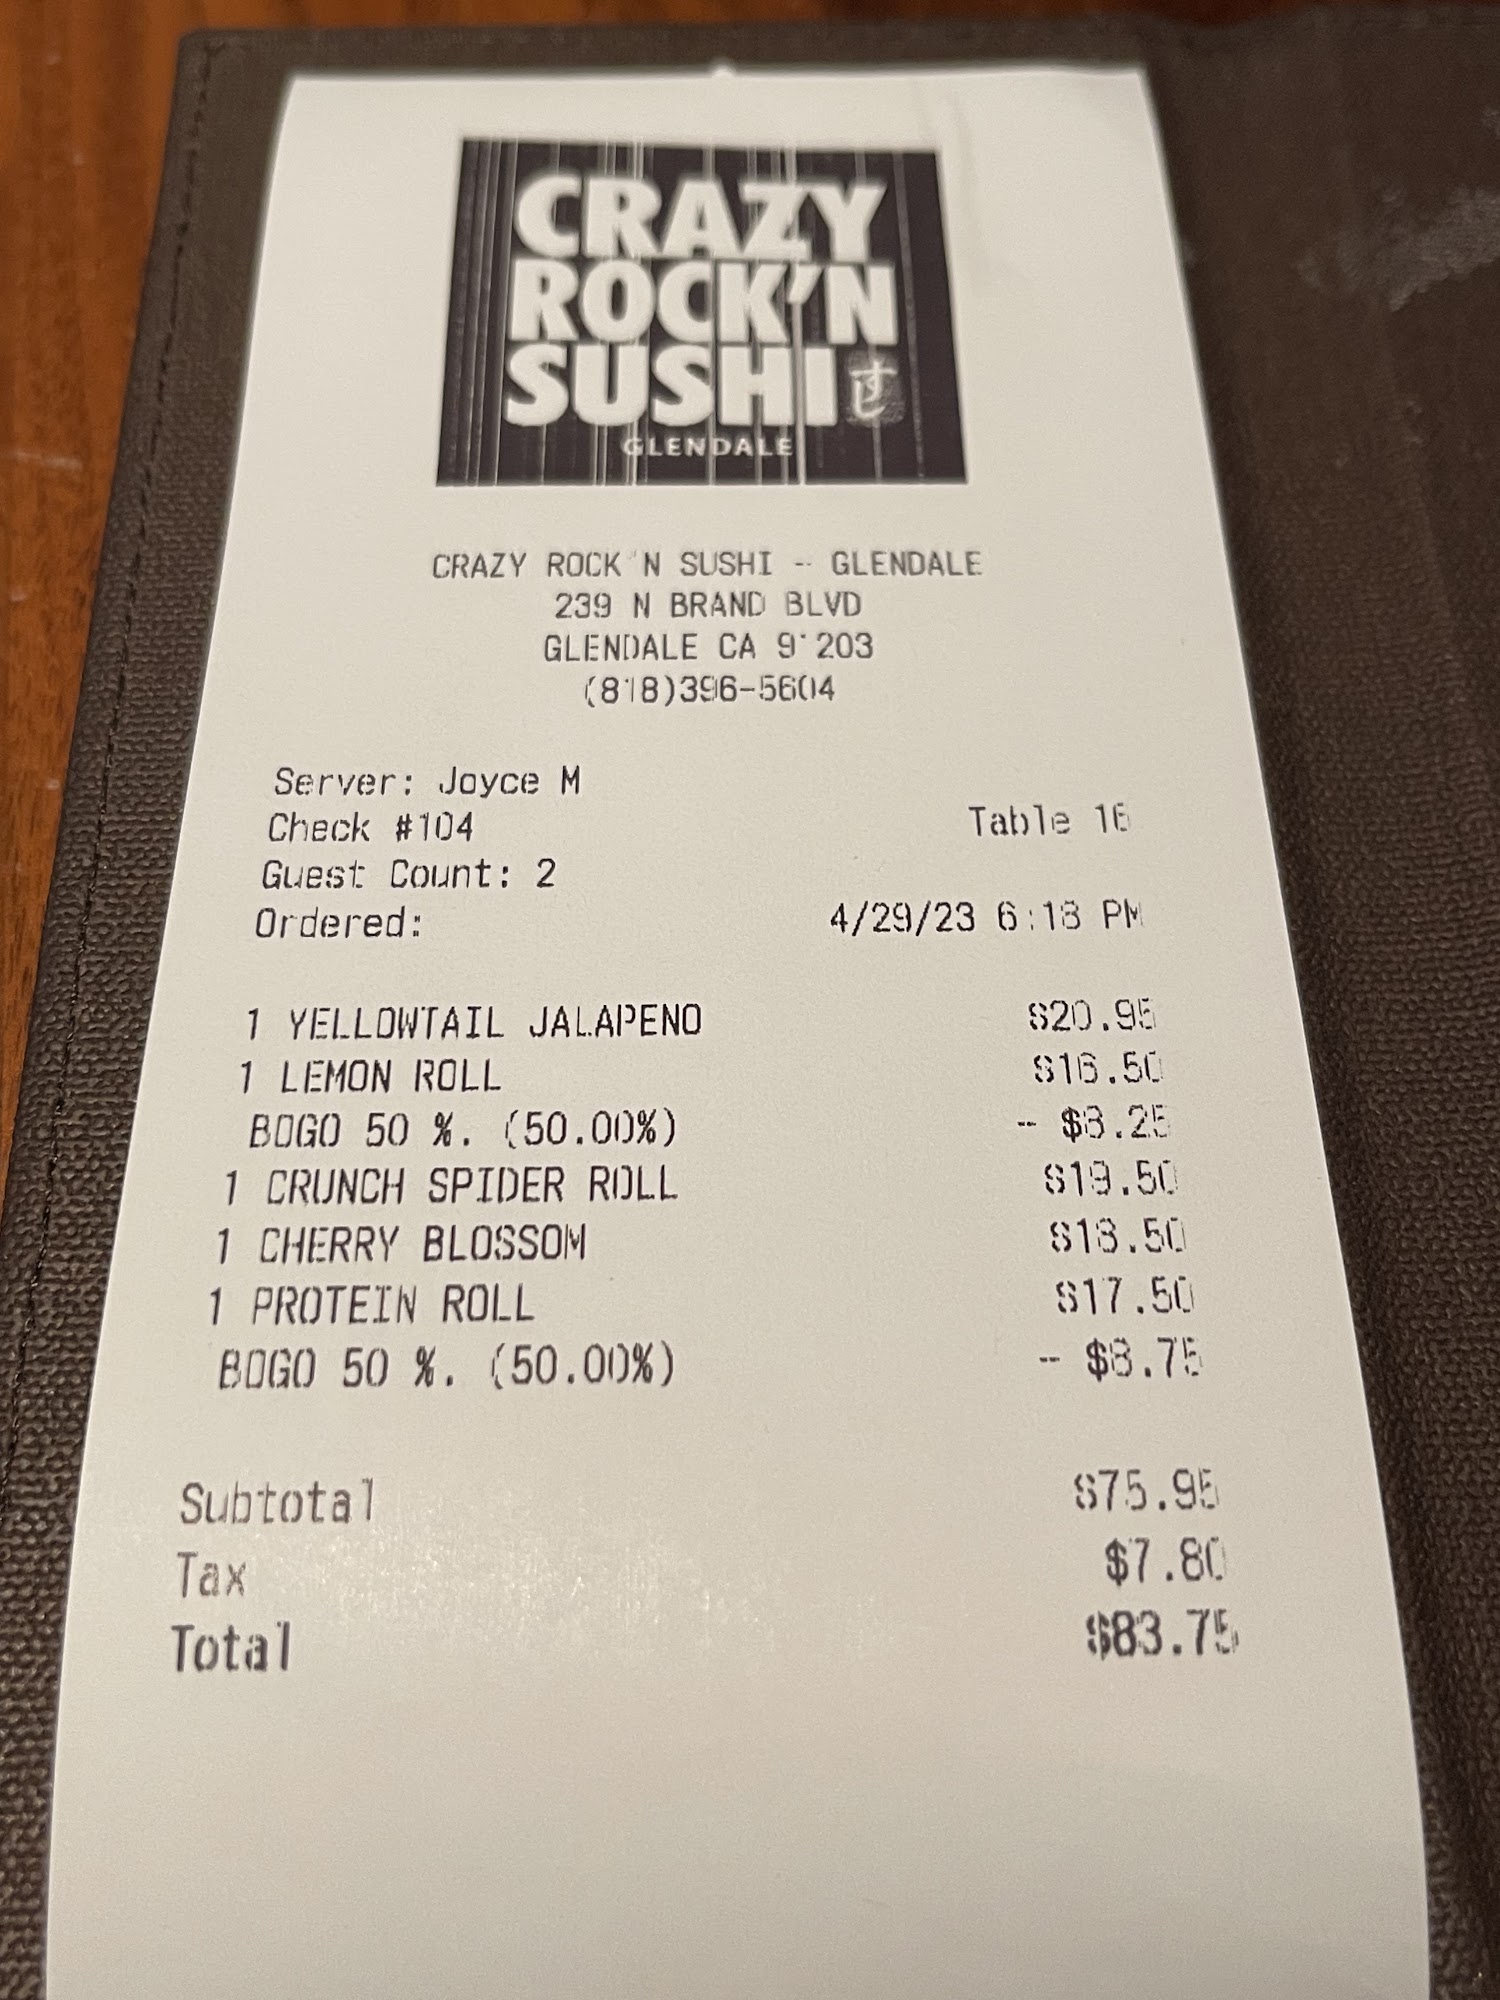 CRAZY
ROCK'N
SUSHI すし
GLENDALE
CRAZY ROCK'N SUSHI - GLENDALE
239 N BRAND BLVD
GLENDALE CA 91203
(818)396-5604
Server: Joyce M
Check #104 Table 16
Guest Count: 2
Ordered: 4/29/23 6:18 PM
1 YELLOWTAIL JALAPENO $20.95
1 LEMON ROLL $16.50
BOGO 50 %. (50.00%) - $8.25
1 CRUNCH SPIDER ROLL $19.50
1 CHERRY BLOSSOM $18.50
1 PROTEIN ROLL $17.50
BOGO 50 %. (50.00%) - $8.75
Subtotal $75.95
Tax $7.80
Total $83.75